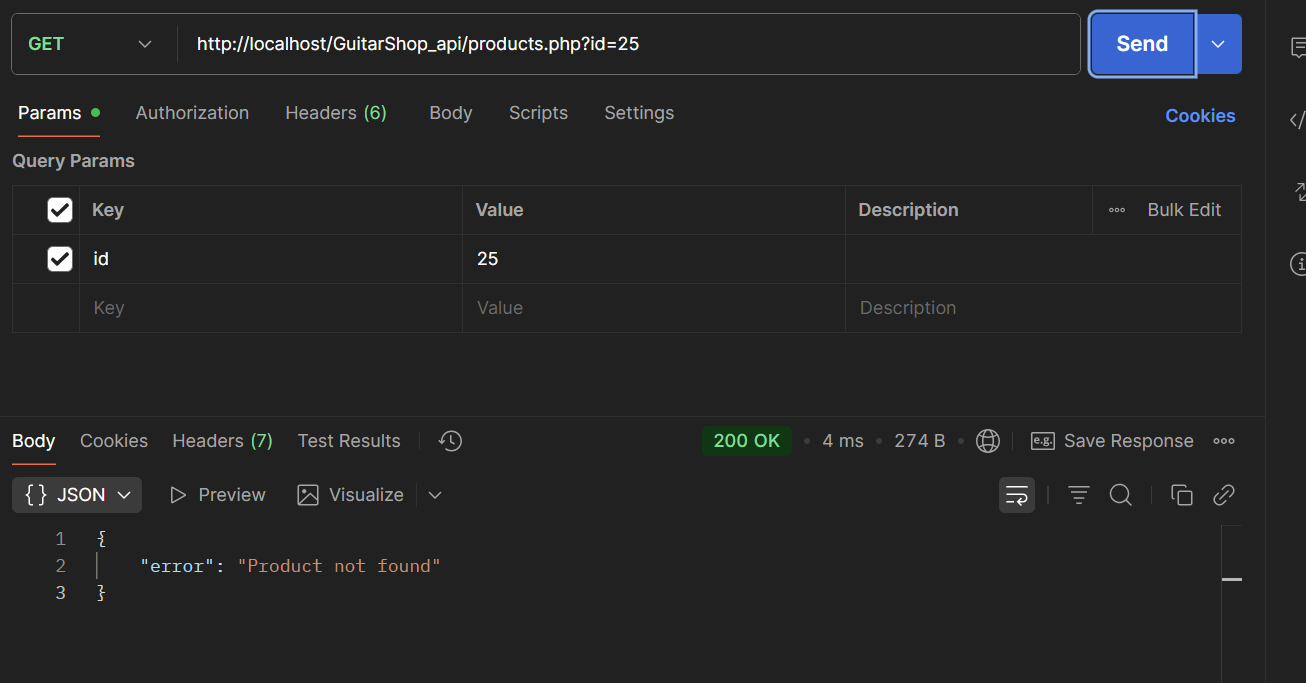 GET http://localhost/GuitarShop_api/products.php?id=25 Send
Params Authorization Headers (6) Body Scripts Settings Cookies
Query Params
Key Value Description Bulk Edit
id 25
Key Value Description
Body Cookies Headers (7) Test Results 200 OK • 4 ms • 274 B • e.g. Save Response
{ } JSON Preview Visualize
1 {
2 "error": "Product not found"
3 }